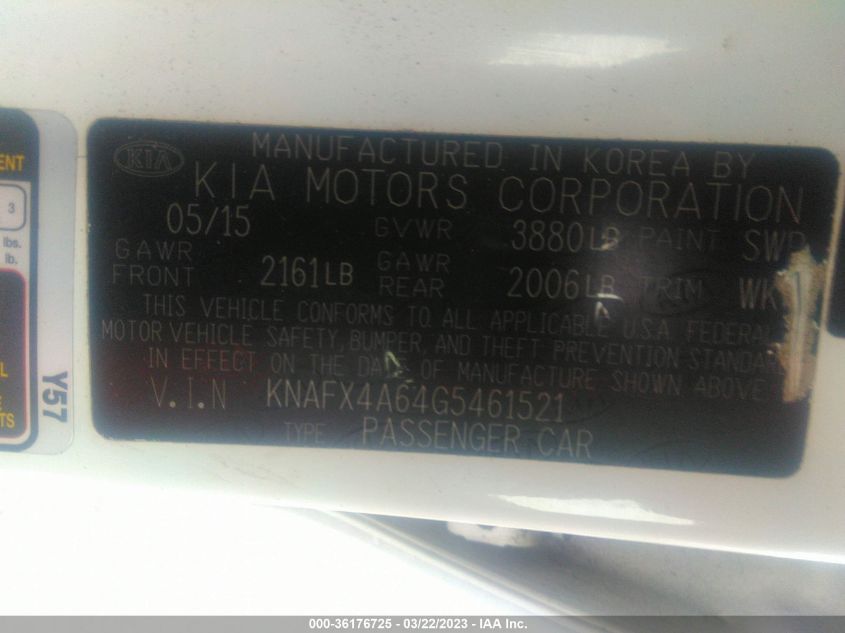 ENT
3
lbs.
lb.
L
E
TS
Y57
KIA
MANUFACTURED IN KOREA BY
KIA MOTORS CORPORATION
05/15 GVWR 3880LB PAINT SWP
GAWR FRONT 2161LB GAWR REAR 2006LB TRIM WK
THIS VEHICLE CONFORMS TO ALL APPLICABLE U.S.A. FEDERAL
MOTOR VEHICLE SAFETY, BUMPER, AND THEFT PREVENTION STANDARD
IN EFFECT ON THE DATE OF MANUFACTURE SHOWN ABOVE.
V.I.N KNAFX4A64G5461521
TYPE PASSENGER CAR
000-36176725 - 03/22/2023 - IAA Inc.